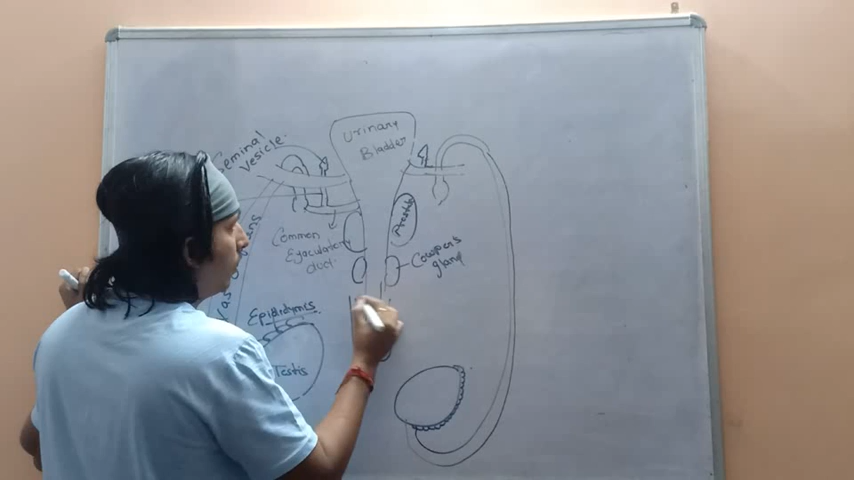 Seminal
Vesicle
Urinary
Bladder
Prostate
Common
Ejaculatory
duct
Cowper's
gland
Epididymis
Testis